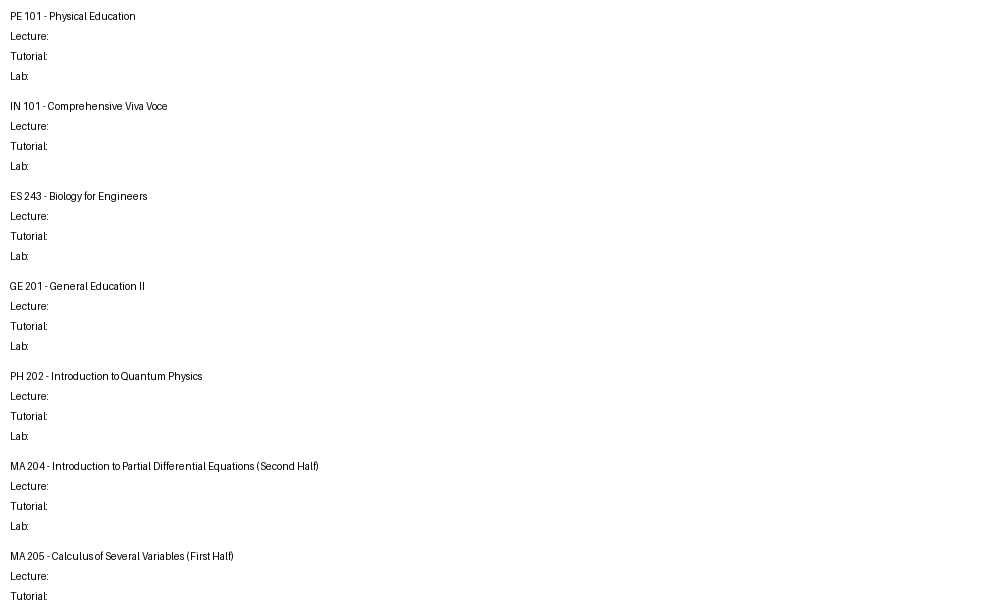 PE 101 - Physical Education
Lecture:
Tutorial:
Lab:
IN 101 - Comprehensive Viva Voce
Lecture:
Tutorial:
Lab:
ES 243 - Biology for Engineers
Lecture:
Tutorial:
Lab:
GE 201 - General Education II
Lecture:
Tutorial:
Lab:
PH 202 - Introduction to Quantum Physics
Lecture:
Tutorial:
Lab:
MA 204 - Introduction to Partial Differential Equations (Second Half)
Lecture:
Tutorial:
Lab:
MA 205 - Calculus of Several Variables (First Half)
Lecture:
Tutorial: